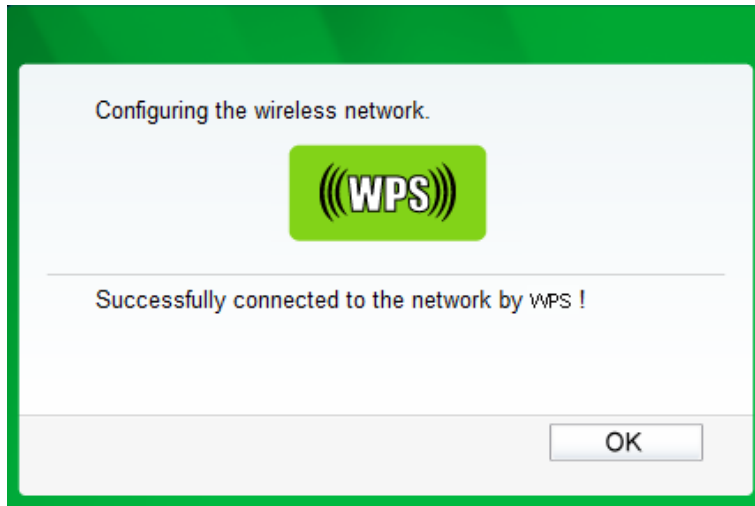 Configuring the wireless network.
(((WPS)))
Successfully connected to the network by WPS !
OK